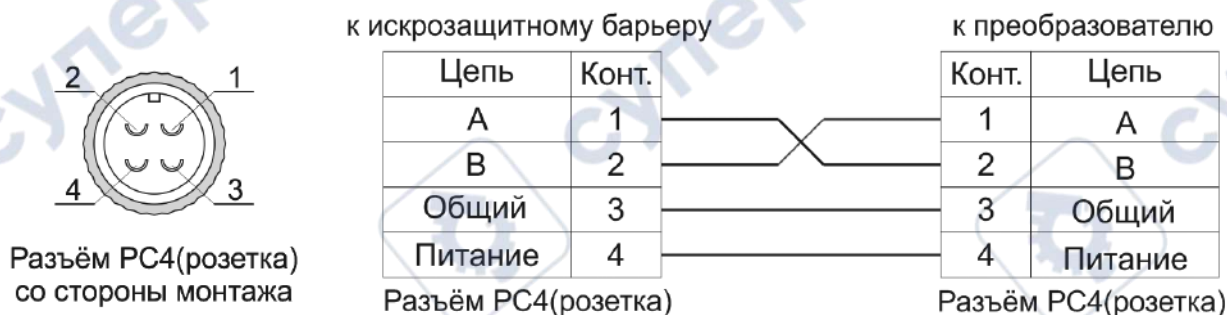 2 1
4 3
Разъём РС4(розетка)
со стороны монтажа
к искрозащитному барьеру
Цепь Конт.
А 1
В 2
Общий 3
Питание 4
Разъём РС4(розетка)
к преобразователю
Конт. Цепь
1 А
2 В
3 Общий
4 Питание
Разъём РС4(розетка)